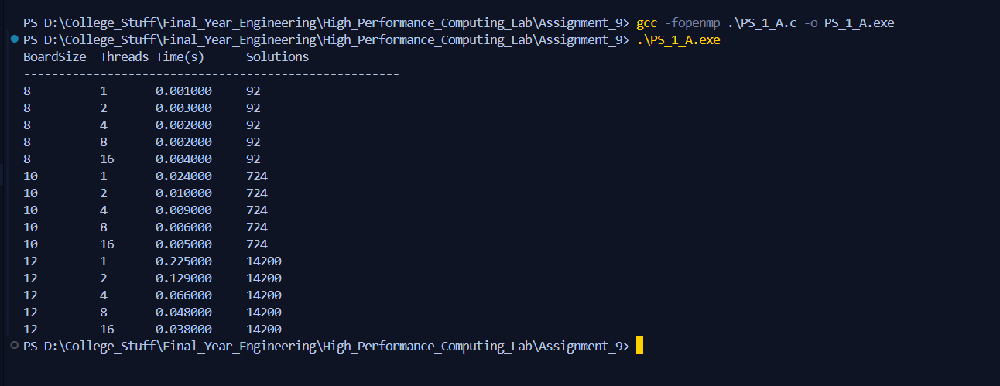 PS D:\College_Stuff\Final_Year_Engineering\High_Performance_Computing_Lab\Assignment_9> gcc -fopenmp .\PS_1_A.c -o PS_1_A.exe
PS D:\College_Stuff\Final_Year_Engineering\High_Performance_Computing_Lab\Assignment_9> .\PS_1_A.exe
BoardSize  Threads Time(s)      Solutions
------------------------------------------------------
8          1       0.001000     92
8          2       0.003000     92
8          4       0.002000     92
8          8       0.002000     92
8          16      0.004000     92
10         1       0.024000     724
10         2       0.010000     724
10         4       0.009000     724
10         8       0.006000     724
10         16      0.005000     724
12         1       0.225000     14200
12         2       0.129000     14200
12         4       0.066000     14200
12         8       0.048000     14200
12         16      0.038000     14200
PS D:\College_Stuff\Final_Year_Engineering\High_Performance_Computing_Lab\Assignment_9>